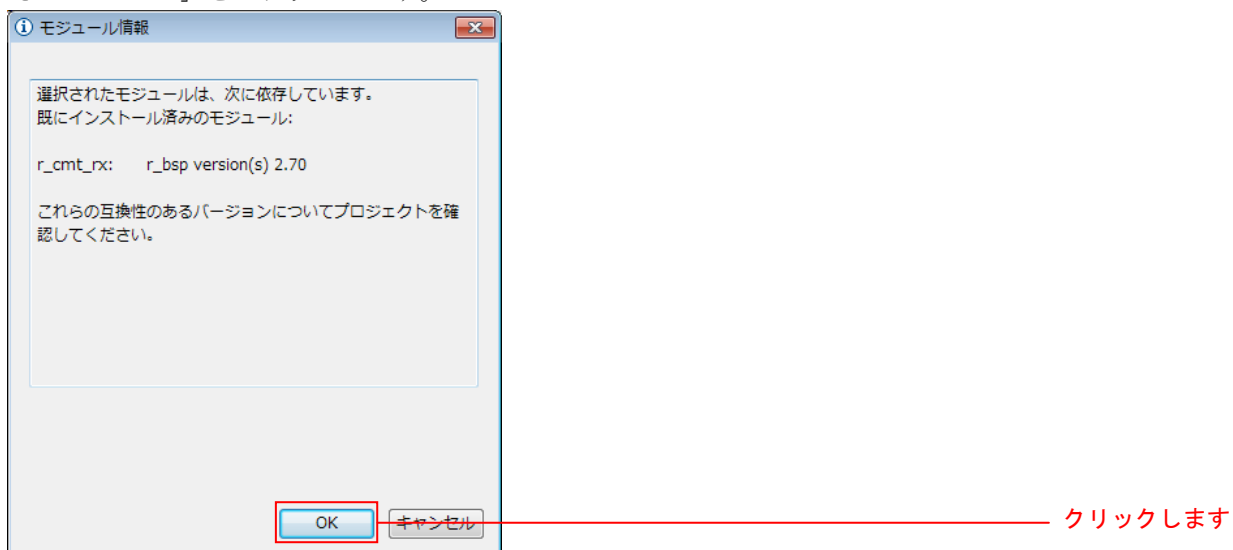 モジュール情報
選択されたモジュールは、次に依存しています。
既にインストール済みのモジュール:
r_cmt_rx: r_bsp version(s) 2.70
これらの互換性のあるバージョンについてプロジェクトを確
認してください。
OK キャンセル
クリックします